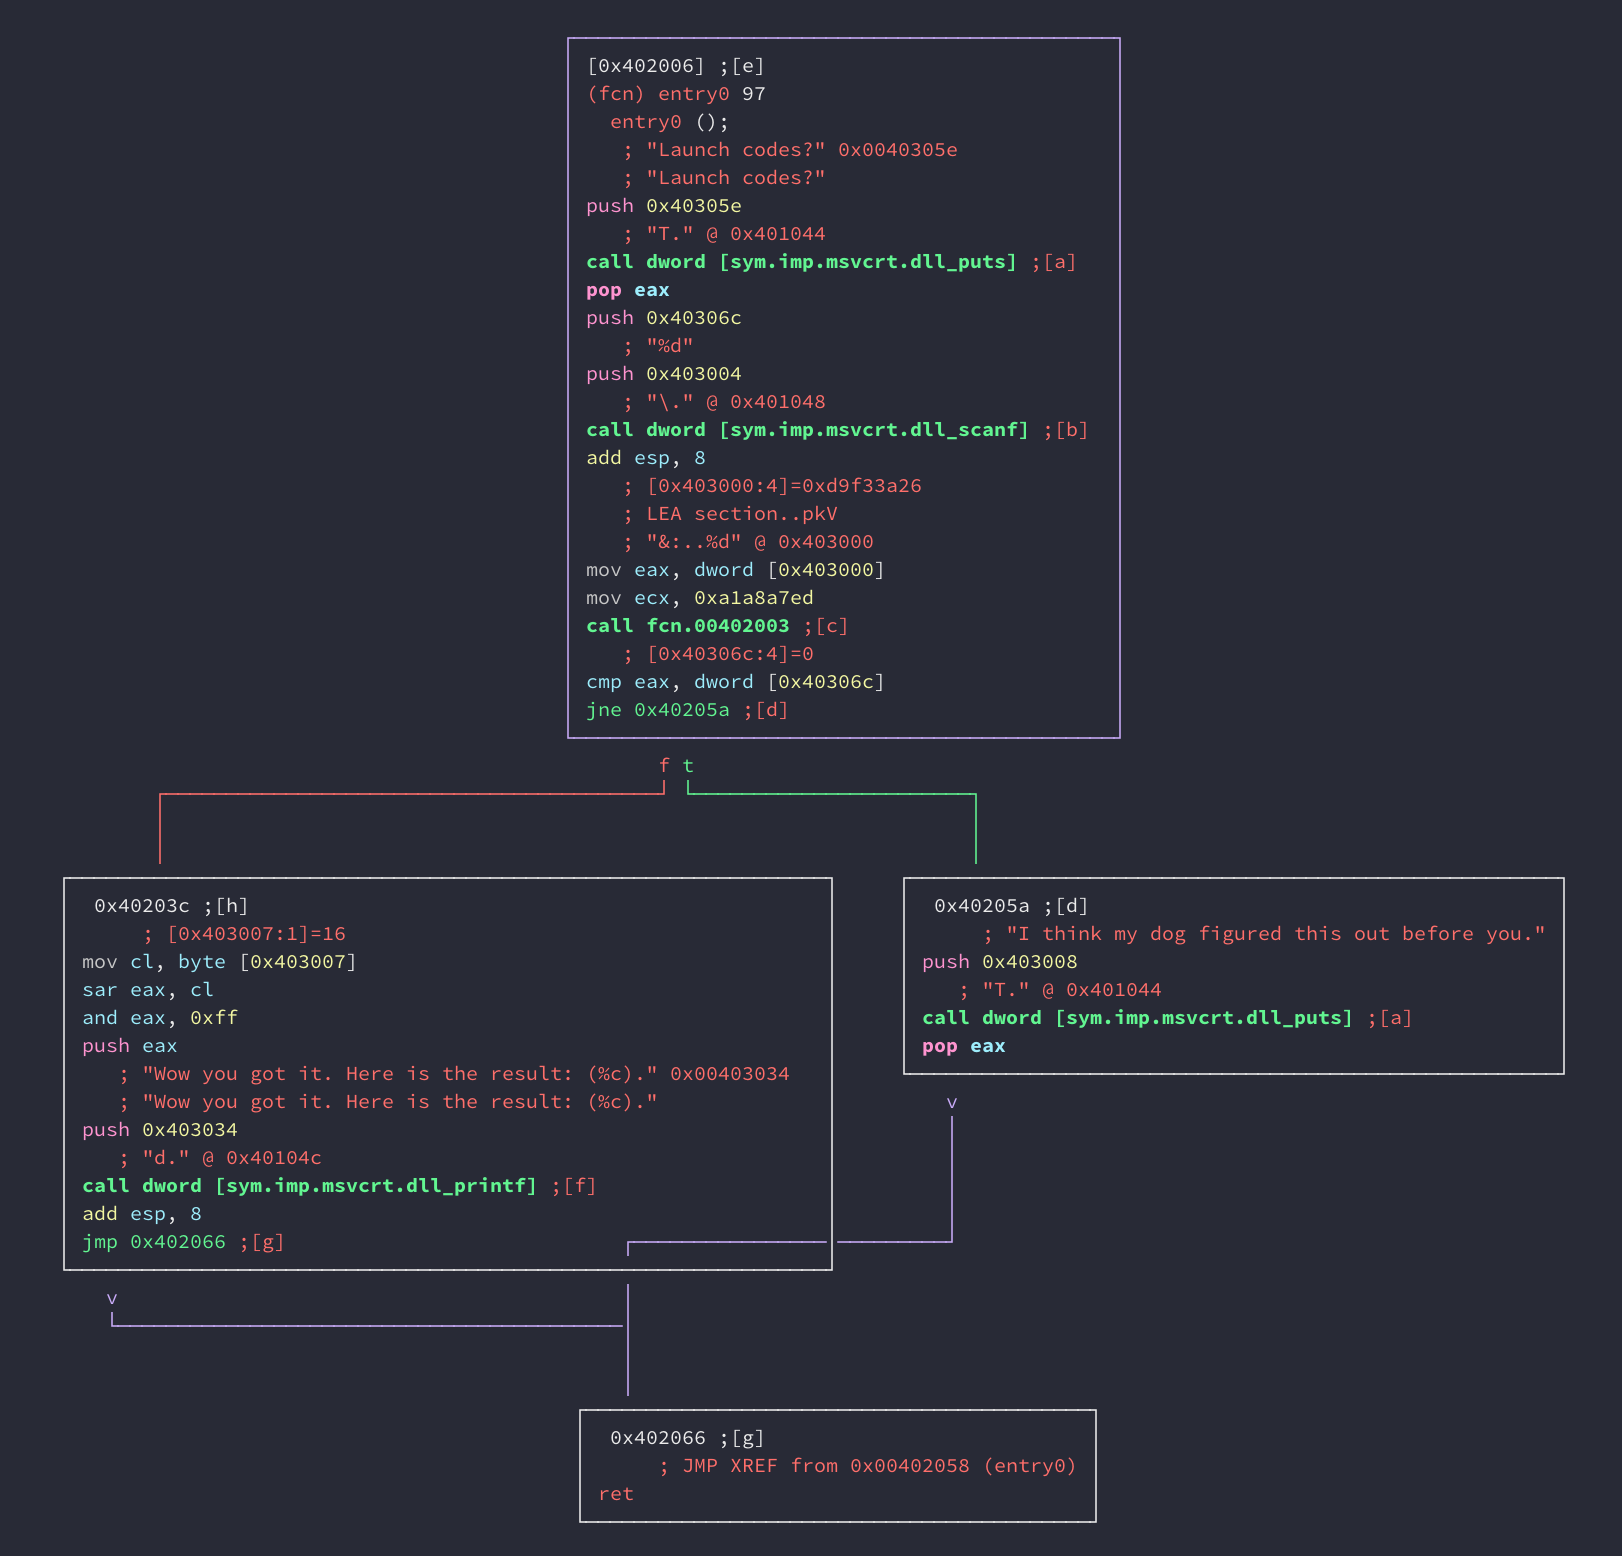 [0x402006] ;[e]
(fcn) entry0 97
entry0 ();
; "Launch codes?" 0x0040305e
; "Launch codes?"
push 0x40305e
; "T." @ 0x401044
call dword [sym.imp.msvcrt.dll_puts] ;[a]
pop eax
push 0x40306c
; "%d"
push 0x403004
; "\." @ 0x401048
call dword [sym.imp.msvcrt.dll_scanf] ;[b]
add esp, 8
; [0x403000:4]=0xd9f33a26
; LEA section..pkV
; "&:..%d" @ 0x403000
mov eax, dword [0x403000]
mov ecx, 0xa1a8a7ed
call fcn.00402003 ;[c]
; [0x40306c:4]=0
cmp eax, dword [0x40306c]
jne 0x40205a ;[d]
f t
0x40203c ;[h]
; [0x403007:1]=16
mov cl, byte [0x403007]
sar eax, cl
and eax, 0xff
push eax
; "Wow you got it. Here is the result: (%c)." 0x00403034
; "Wow you got it. Here is the result: (%c)."
push 0x403034
; "d." @ 0x40104c
call dword [sym.imp.msvcrt.dll_printf] ;[f]
add esp, 8
jmp 0x402066 ;[g]
v
0x40205a ;[d]
; "I think my dog figured this out before you."
push 0x403008
; "T." @ 0x401044
call dword [sym.imp.msvcrt.dll_puts] ;[a]
pop eax
v
0x402066 ;[g]
; JMP XREF from 0x00402058 (entry0)
ret